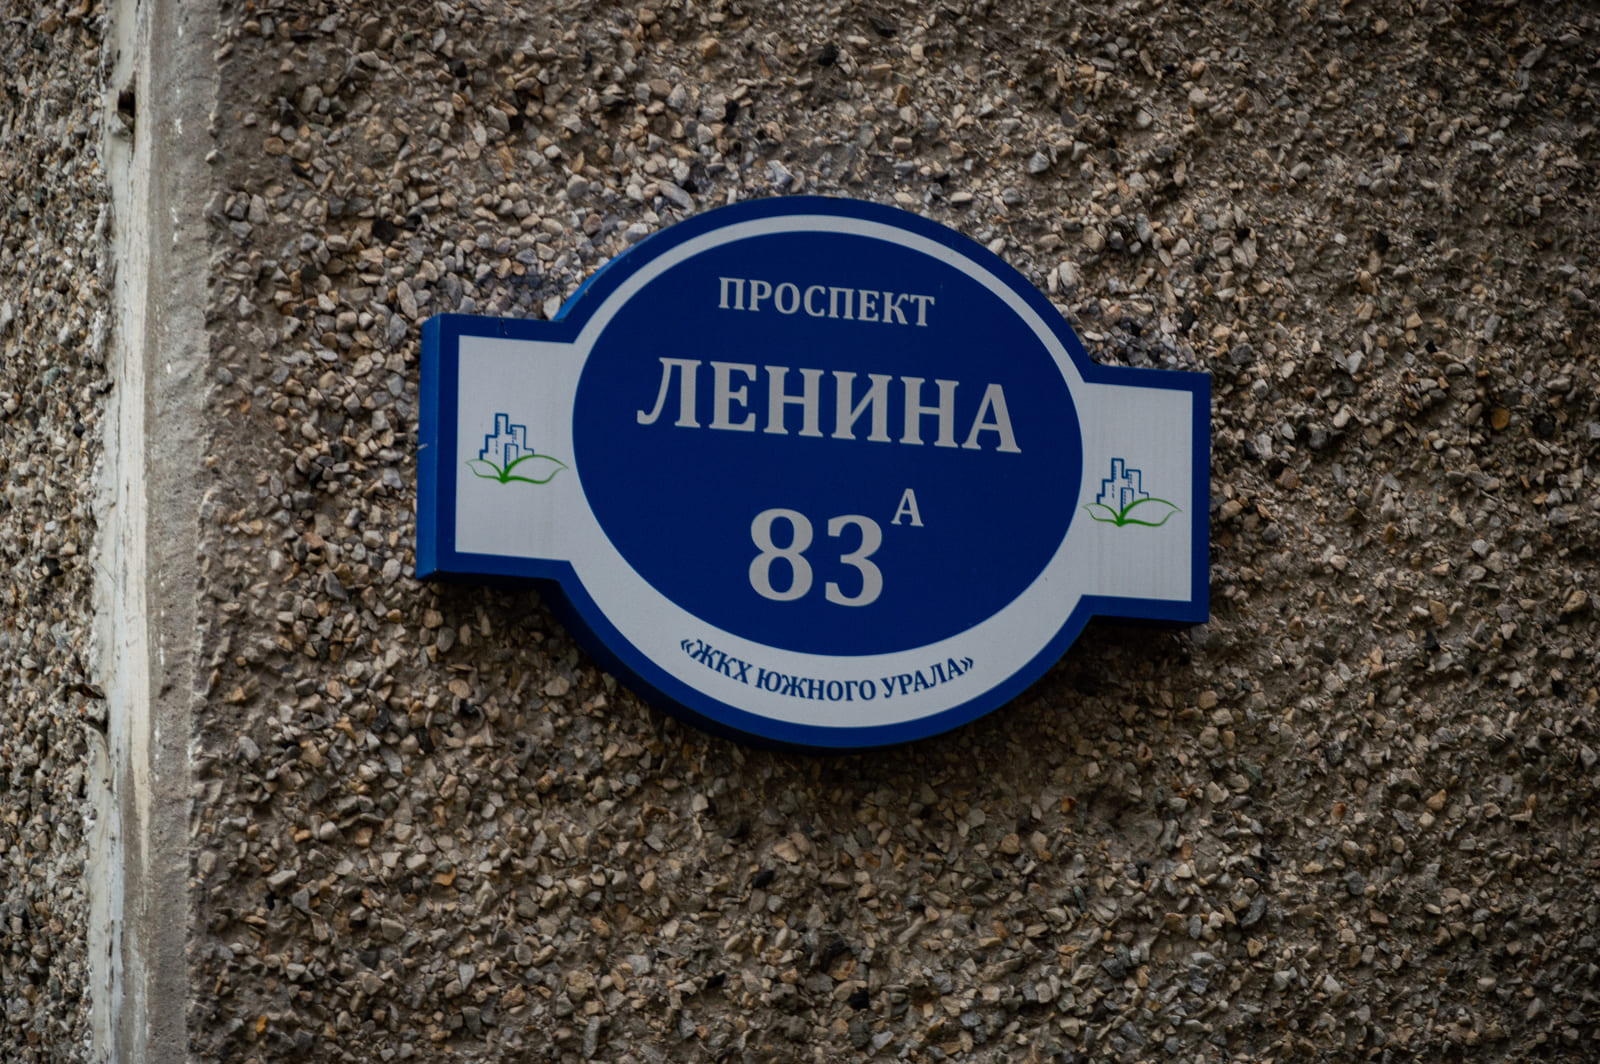 ПРОСПЕКТ
ЛЕНИНА
83А
«ЖКХ ЮЖНОГО УРАЛА»